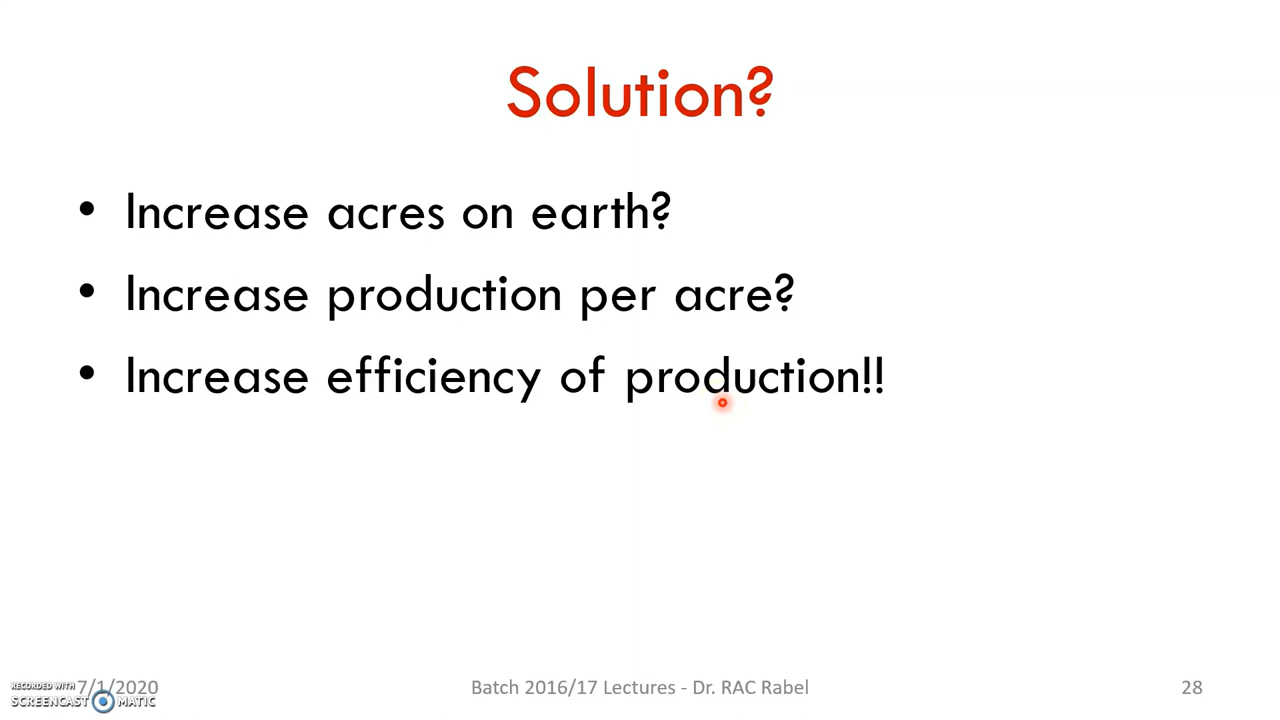 Solution?
• Increase acres on earth?
• Increase production per acre?
• Increase efficiency of production!!
RECORDED WITH
SCREENCAST MATIC
7/1/2020
Batch 2016/17 Lectures - Dr. RAC Rabel
28